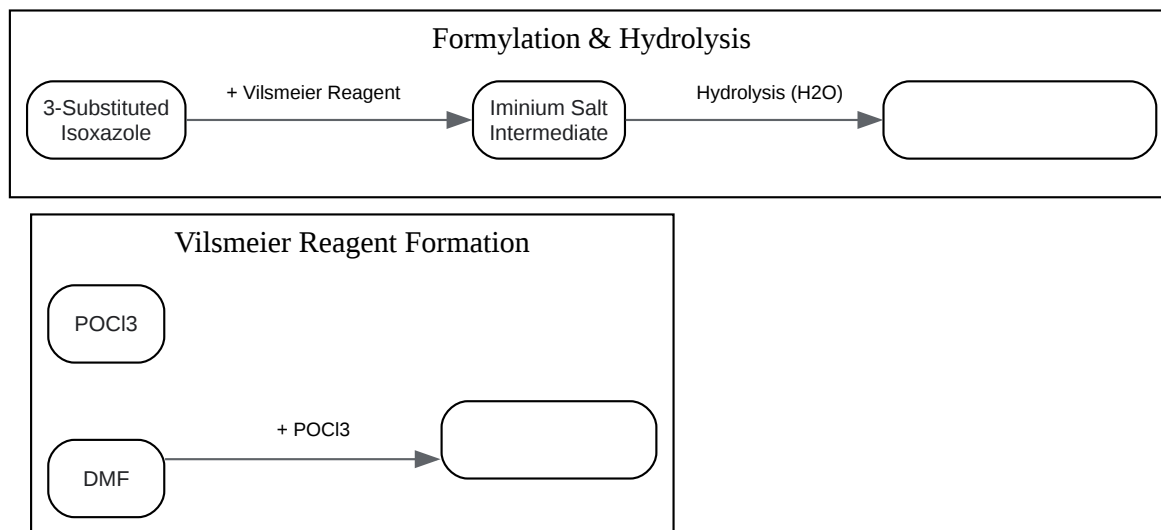 Formylation & Hydrolysis
3-Substituted
Isoxazole
+ Vilsmeier Reagent
Iminium Salt
Intermediate
Hydrolysis (H2O)
Vilsmeier Reagent Formation
POCl3
+ POCl3
DMF